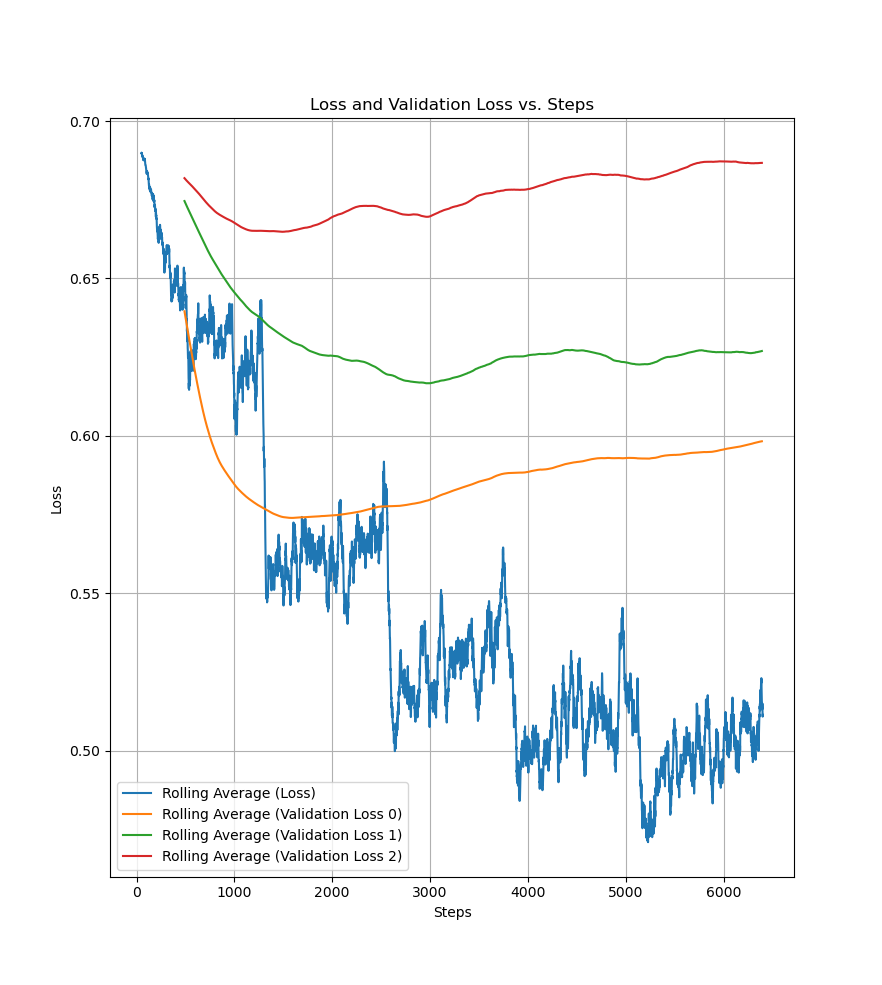 Loss and Validation Loss vs. Steps
0.70
0.65
0.60
0.55
0.50
Loss
Rolling Average (Loss)
Rolling Average (Validation Loss 0)
Rolling Average (Validation Loss 1)
Rolling Average (Validation Loss 2)
0 1000 2000 3000 4000 5000 6000
Steps